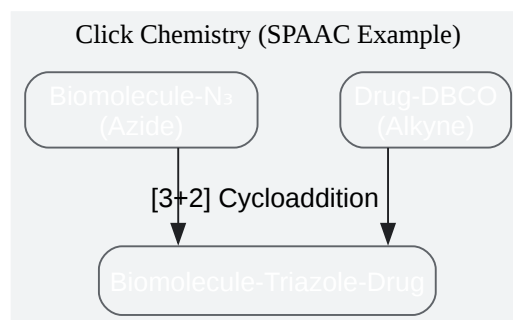 Click Chemistry (SPAAC Example)
Biomolecule-N₃
(Azide)
Drug-DBCO
(Alkyne)
[3+2] Cycloaddition
Biomolecule-Triazole-Drug